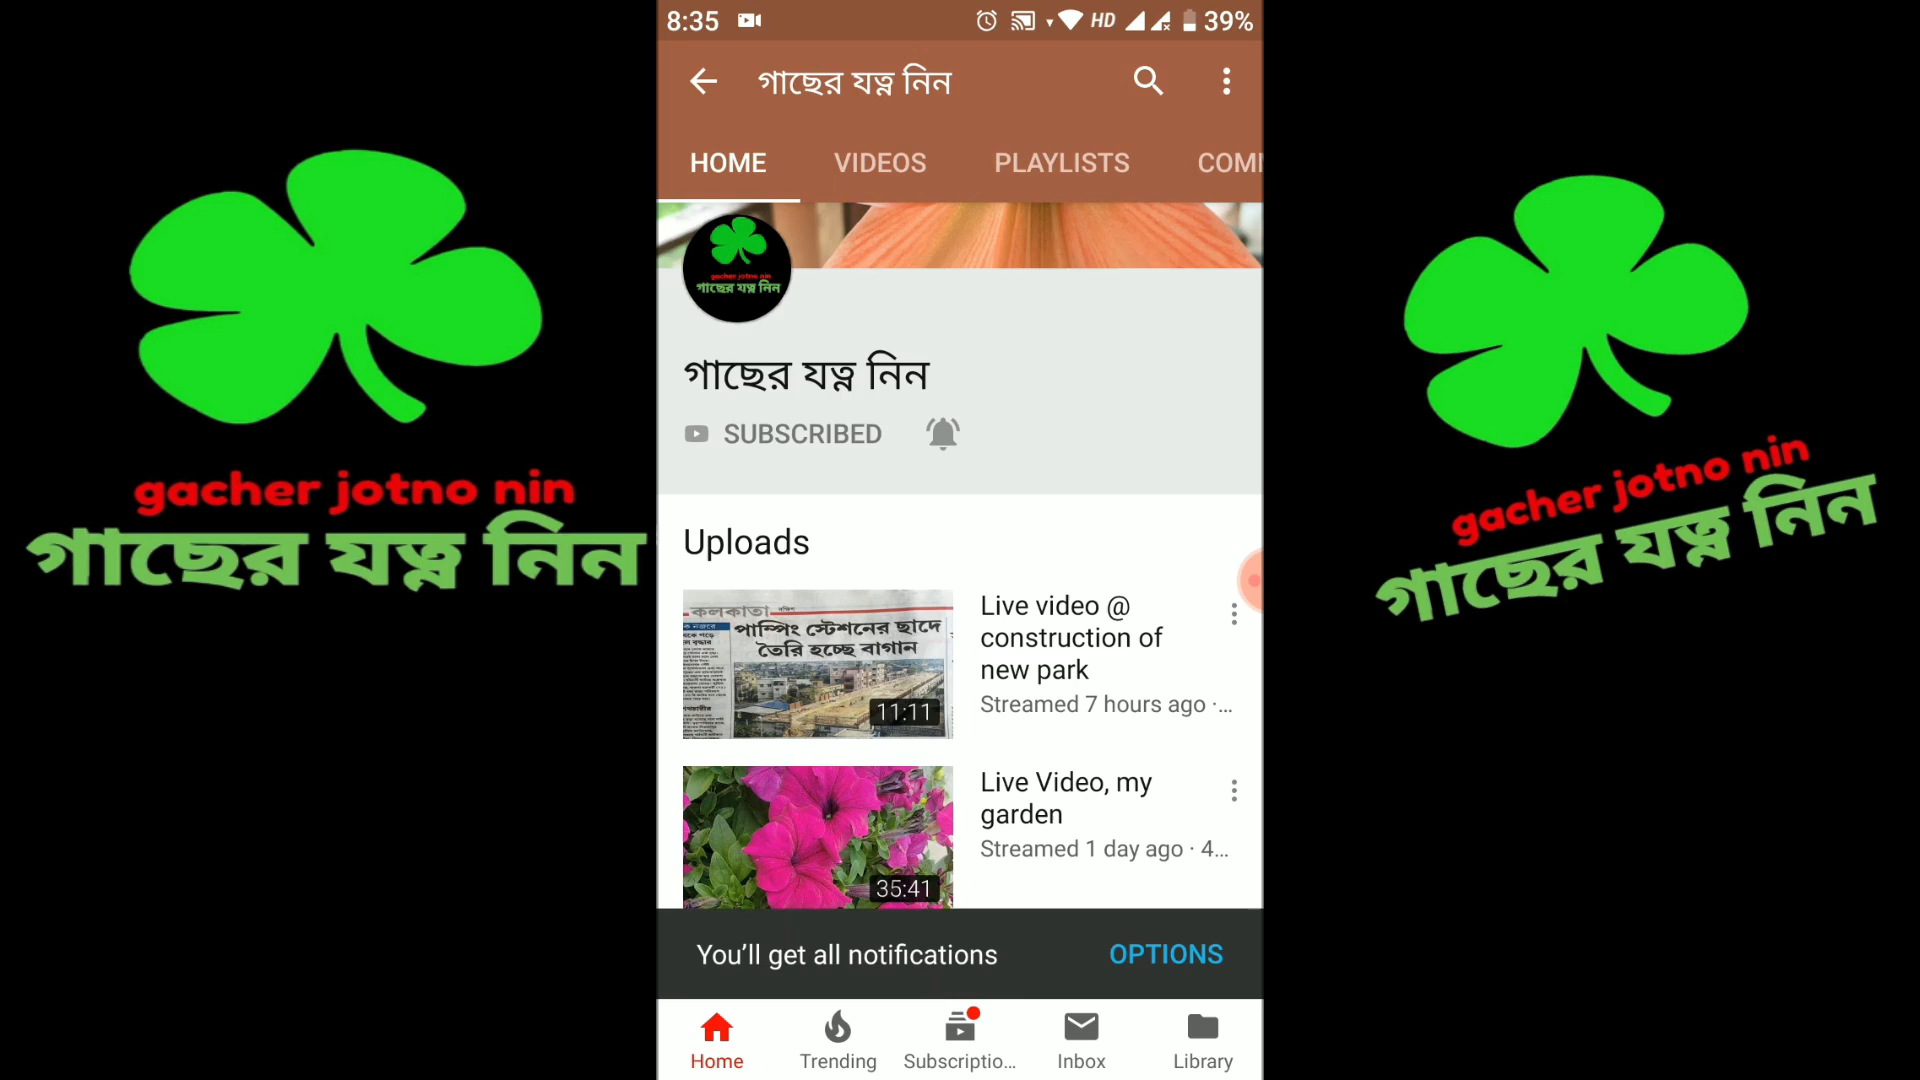 8:35
HD
39%
গাছের যত্ন নিন
HOME
VIDEOS
PLAYLISTS
gacher jotno nin
গাছের যত্ন নিন
gacher jotno nin
গাছের যত্ন নিন
গাছের যত্ন নিন
SUBSCRIBED
gacher jotno nin
গাছের যত্ন নিন
Uploads
কলকাতা
পাম্পিং স্টেশনের ছাদে
তৈরি হচ্ছে বাগান
11:11
Live video @
construction of
new park
Streamed 7 hours ago ·...
35:41
Live Video, my
garden
Streamed 1 day ago · 4...
You'll get all notifications
OPTIONS
Home
Trending
Subscriptio...
Inbox
Library